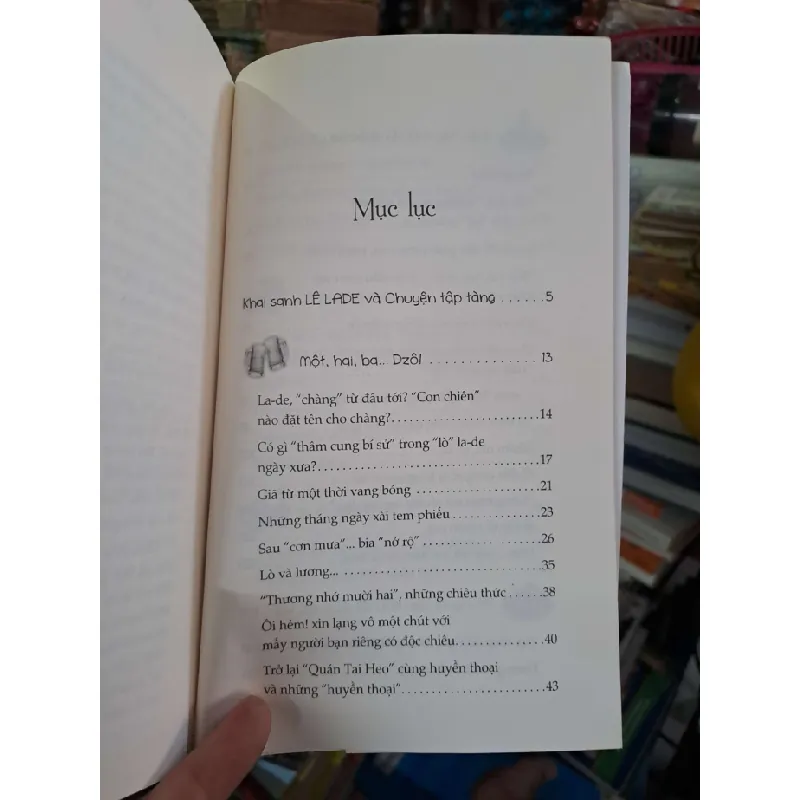 Mục lục
Khai sanh LÊ LADE và Chuyện tập tàng ......5
Một, hai, ba... Dzô! .............. 13
La-de, "chàng" từ đâu tới? "Con chiên"
nào đặt tên cho chàng?......................14
Có gì "thâm cung bí sử" trong "lò" la-de
ngày xưa?.................................17
Giã từ một thời vang bóng ..................21
Những tháng ngày xài tem phiếu.............23
Sau "cơn mưa"... bia "nở rộ" .................26
Lò và lương... ............................35
"Thương nhớ mười hai", những chiêu thức .....38
Ôi hèm! xin lạng vô một chút với
mấy người bạn riêng có độc chiêu............40
Trở lại "Quán Tai Heo" cùng huyền thoại
và những "huyền thoại"....................43